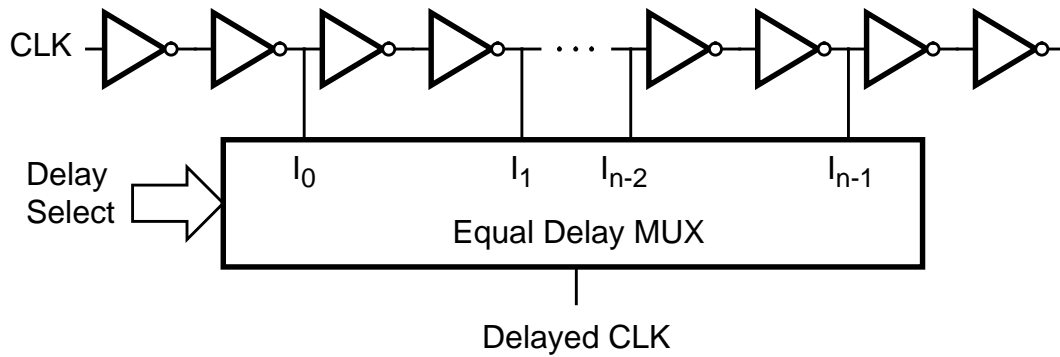 CLK
I0 I1 In-2 In-1
Delay
Select
Equal Delay MUX
Delayed CLK